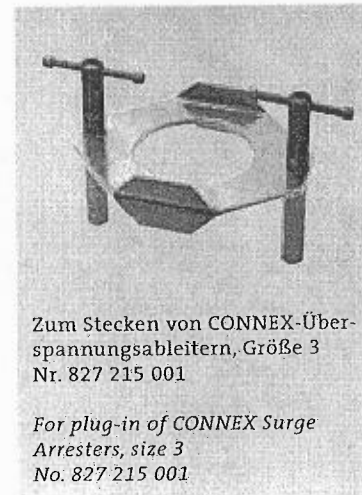 Zum Stecken von CONNEX-Über-
spannungsableitern, Größe 3
Nr. 827 215 001
For plug-in of CONNEX Surge
Arresters, size 3
No. 827 215 001